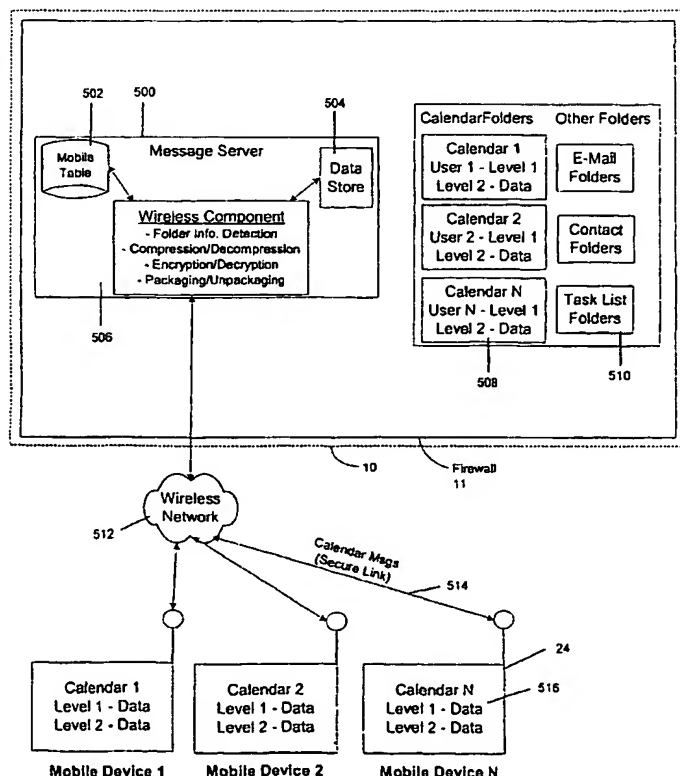 502
500
504
Mobile
Table
Message Server
Data
Store
Wireless Component
- Folder Info. Detection
- Compression/Decompression
- Encryption/Decryption
- Packaging/Unpackaging
506
CalendarFolders
Other Folders
Calendar 1
User 1 - Level 1
Level 2 - Data
E-Mail
Folders
Calendar 2
User 2 - Level 1
Level 2 - Data
Contact
Folders
Calendar N
User N - Level 1
Level 2 - Data
Task List
Folders
508
510
10
Firewall
11
Wireless
Network
512
Calendar Msgs
(Secure Link)
514
24
516
Calendar 1
Level 1 - Data
Level 2 - Data
Calendar 2
Level 1 - Data
Level 2 - Data
Calendar N
Level 1 - Data
Level 2 - Data
Mobile Device 1
Mobile Device 2
Mobile Device N